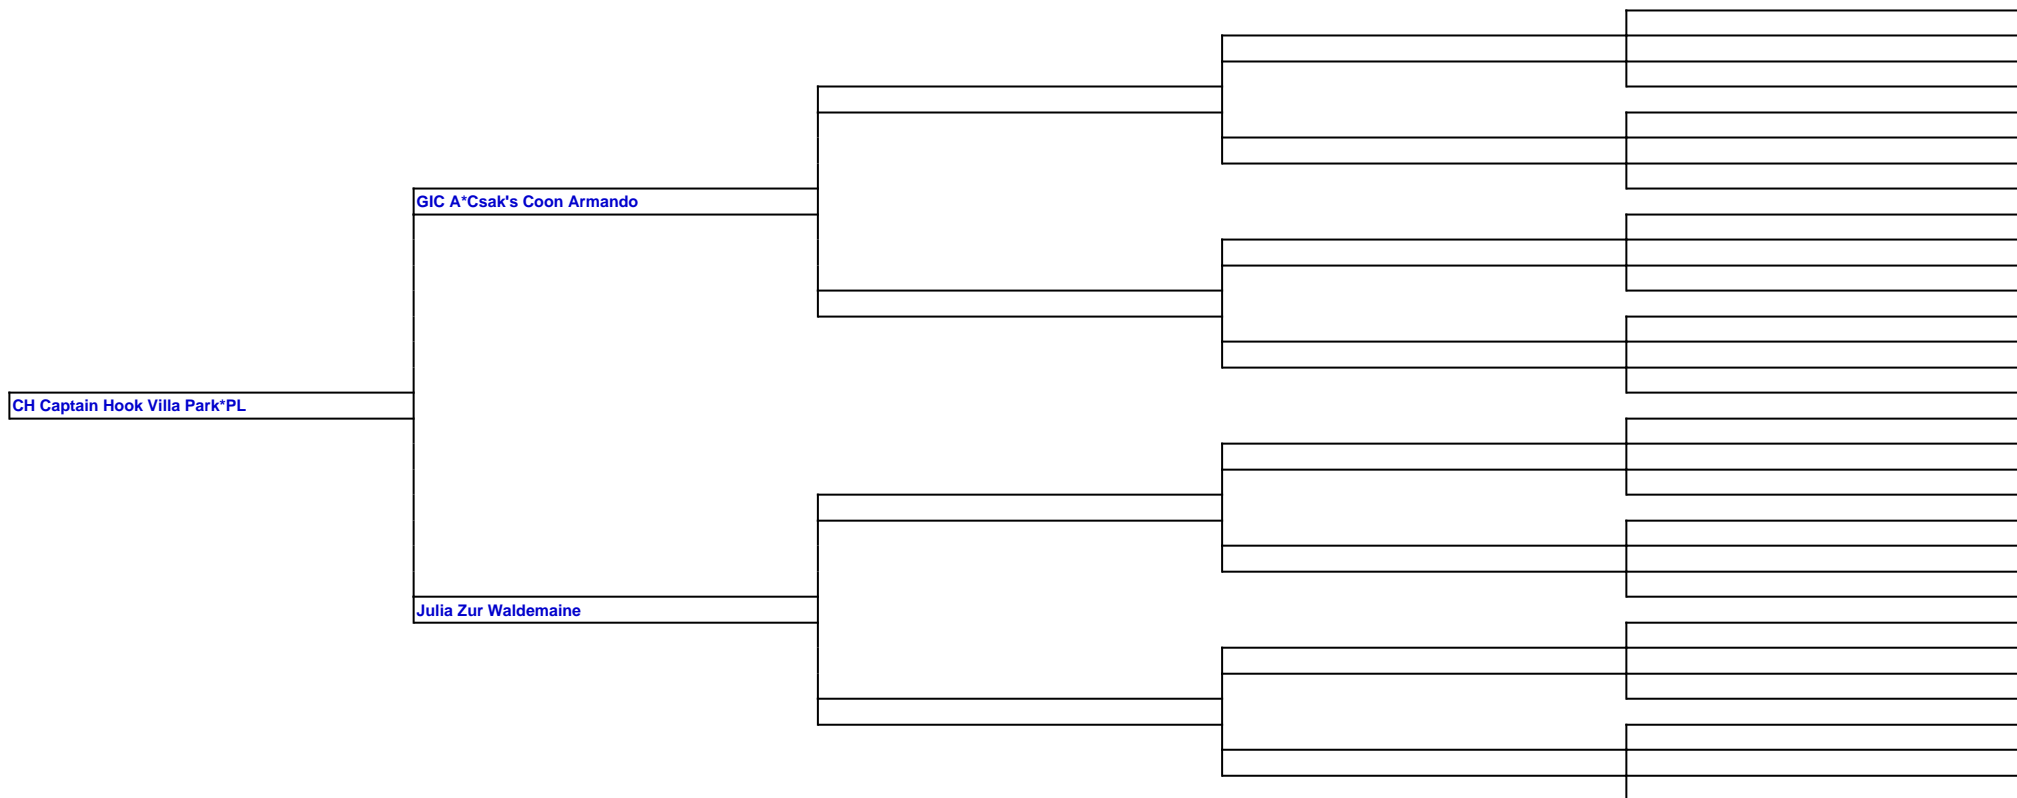 GIC A*Csak's Coon Armando
CH Captain Hook Villa Park*PL
Julia Zur Waldemaine